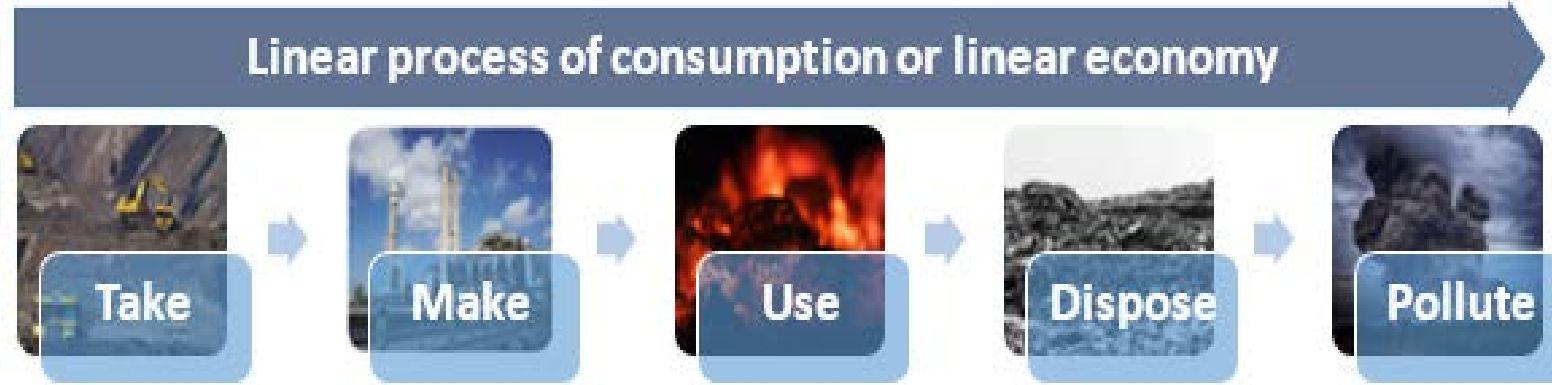 Linear process of consumption or linear economy
Take
Make
Use
Dispose
Pollute